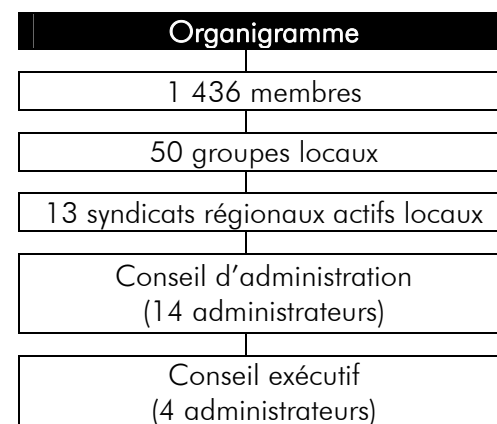 Organigramme
1 436 membres
50 groupes locaux
13 syndicats régionaux actifs locaux
Conseil d’administration
(14 administrateurs)
Conseil exécutif
(4 administrateurs)